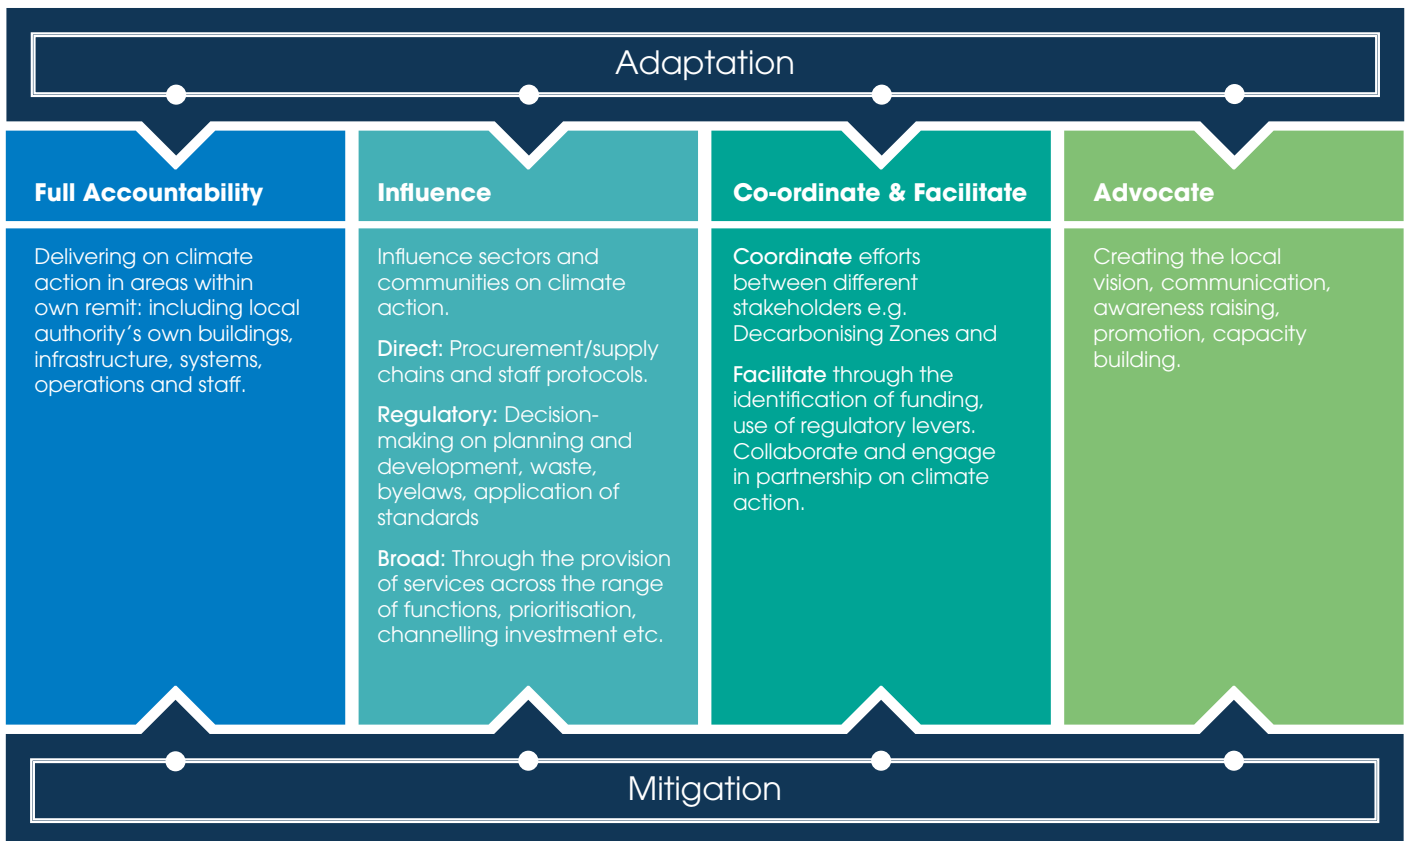 Adaptation
Full Accountability
Delivering on climate
action in areas within
own remit: including local
authority's own buildings,
infrastructure, systems,
operations and staff.
Influence
Influence sectors and
communities on climate
action.
Direct: Procurement/supply
chains and staff protocols.
Regulatory: Decision-
making on planning and
development, waste,
byelaws, application of
standards
Broad: Through the provision
of services across the range
of functions, prioritisation,
channelling investment etc.
Co-ordinate & Facilitate
Coordinate efforts
between different
stakeholders e.g.
Decarbonising Zones and
Facilitate through the
identification of funding,
use of regulatory levers.
Collaborate and engage
in partnership on climate
action.
Advocate
Creating the local
vision, communication,
awareness raising,
promotion, capacity
building.
Mitigation